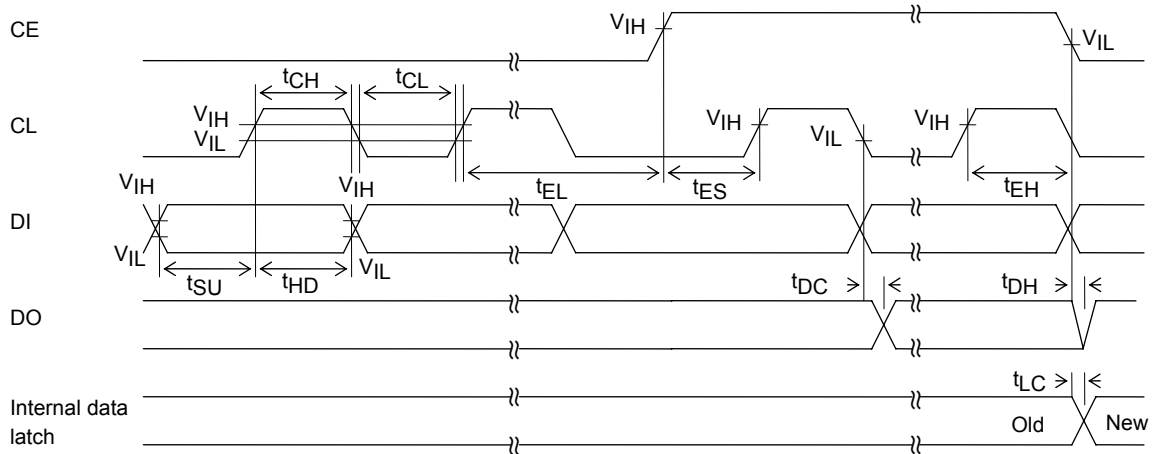 CE
VIH
VIL
tCH
tCL
CL
VIH
VIL
VIH
VIL
VIH
tEL
tES
tEH
VIH
VIH
DI
VIL
VIL
tSU
tHD
tDC
tDH
DO
tLC
Internal data
latch
Old
New